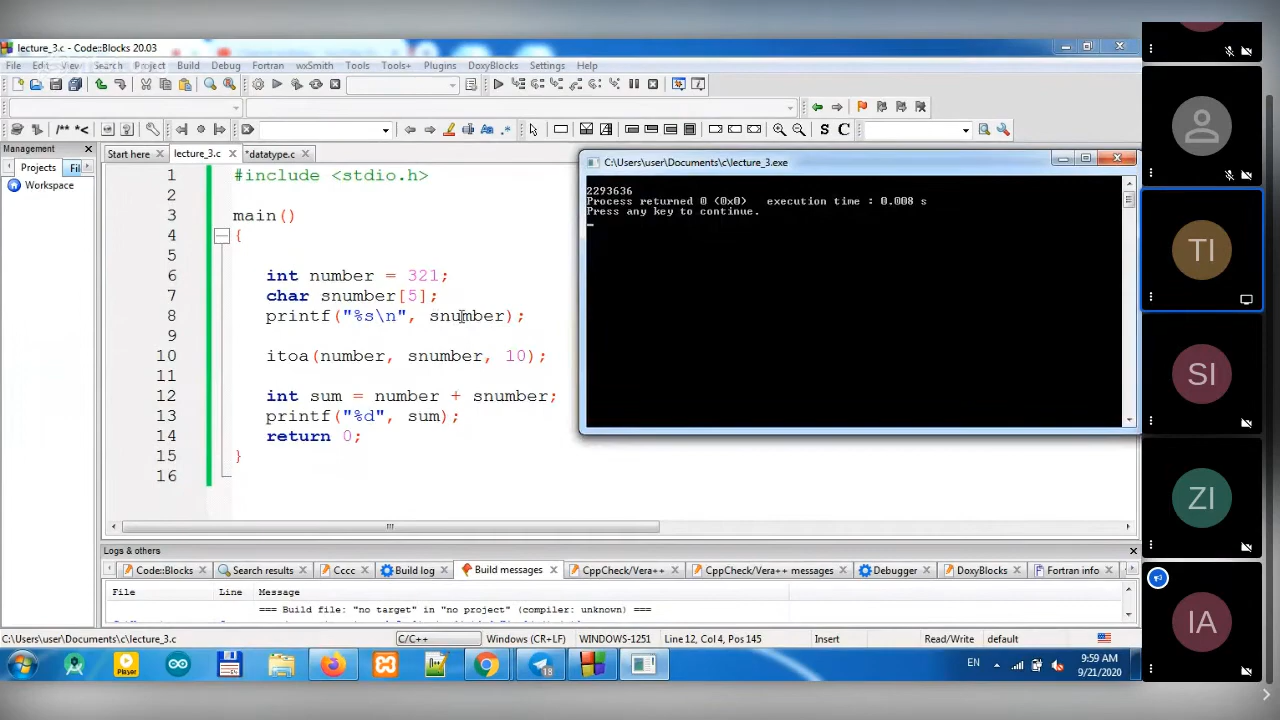 lecture_3.c - Code::Blocks 20.03
File Edit View Search Project Build Debug Fortran wxSmith Tools Tools+ Plugins DoxyBlocks Settings Help
/** *<
S C
Management
Projects Fil
Workspace
Start here lecture_3.c *datatype.c
1 #include <stdio.h>
2
3 main()
4 {
5
6 int number = 321;
7 char snumber[5];
8 printf("%s\n", snumber);
9
10 itoa(number, snumber, 10);
11
12 int sum = number + snumber;
13 printf("%d", sum);
14 return 0;
15 }
16
C:\Users\user\Documents\c\lecture_3.exe
2293636
Process returned 0 (0x0) execution time : 0.008 s
Press any key to continue.
Logs & others
Code::Blocks Search results Cccc Build log Build messages CppCheck/Vera++ CppCheck/Vera++ messages Debugger DoxyBlocks Fortran info
File Line Message
=== Build file: "no target" in "no project" (compiler: unknown) ===
C:\Users\user\Documents\c\lecture_3.c C/C++ Windows (CR+LF) WINDOWS-1251 Line 12, Col 4, Pos 145 Insert Read/Write default
Player
18
EN
9:59 AM
9/21/2020
TI
SI
ZI
IA